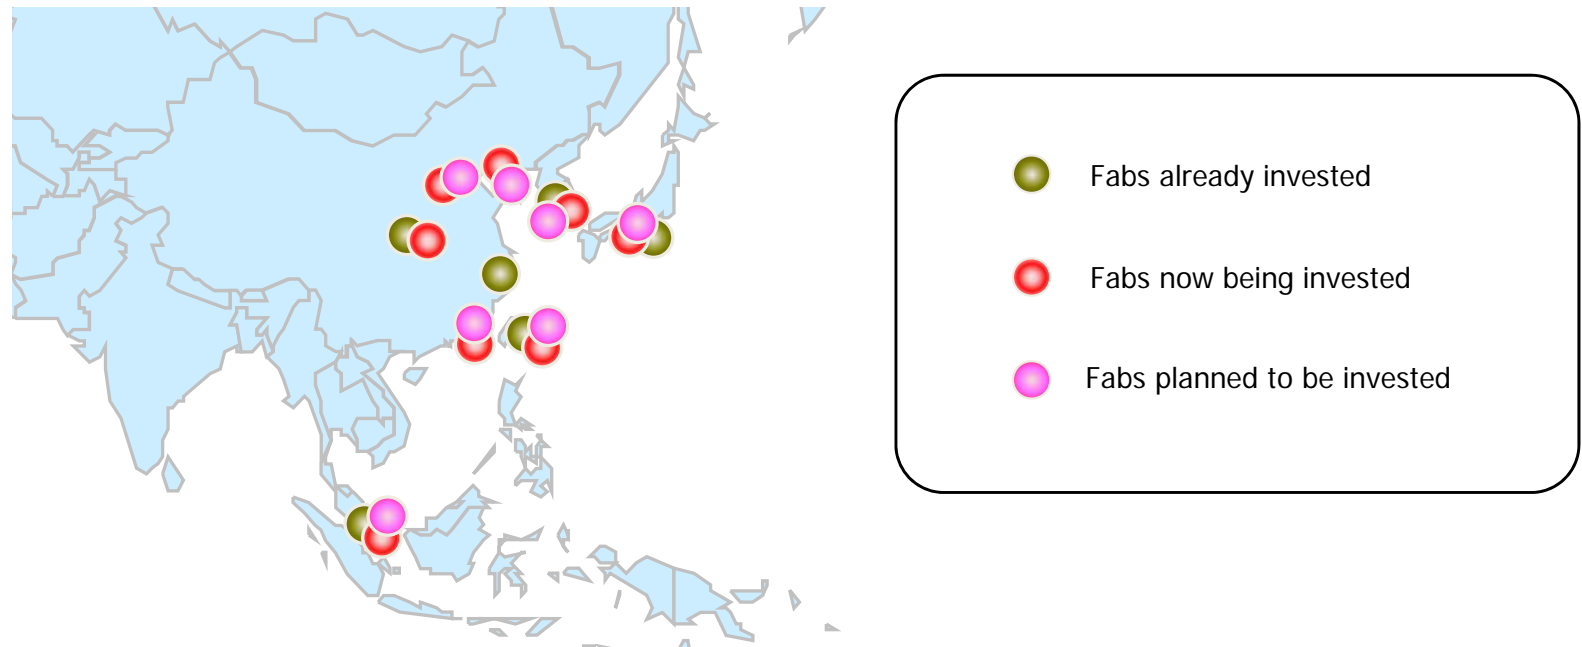 Fabs already invested
Fabs now being invested
Fabs planned to be invested